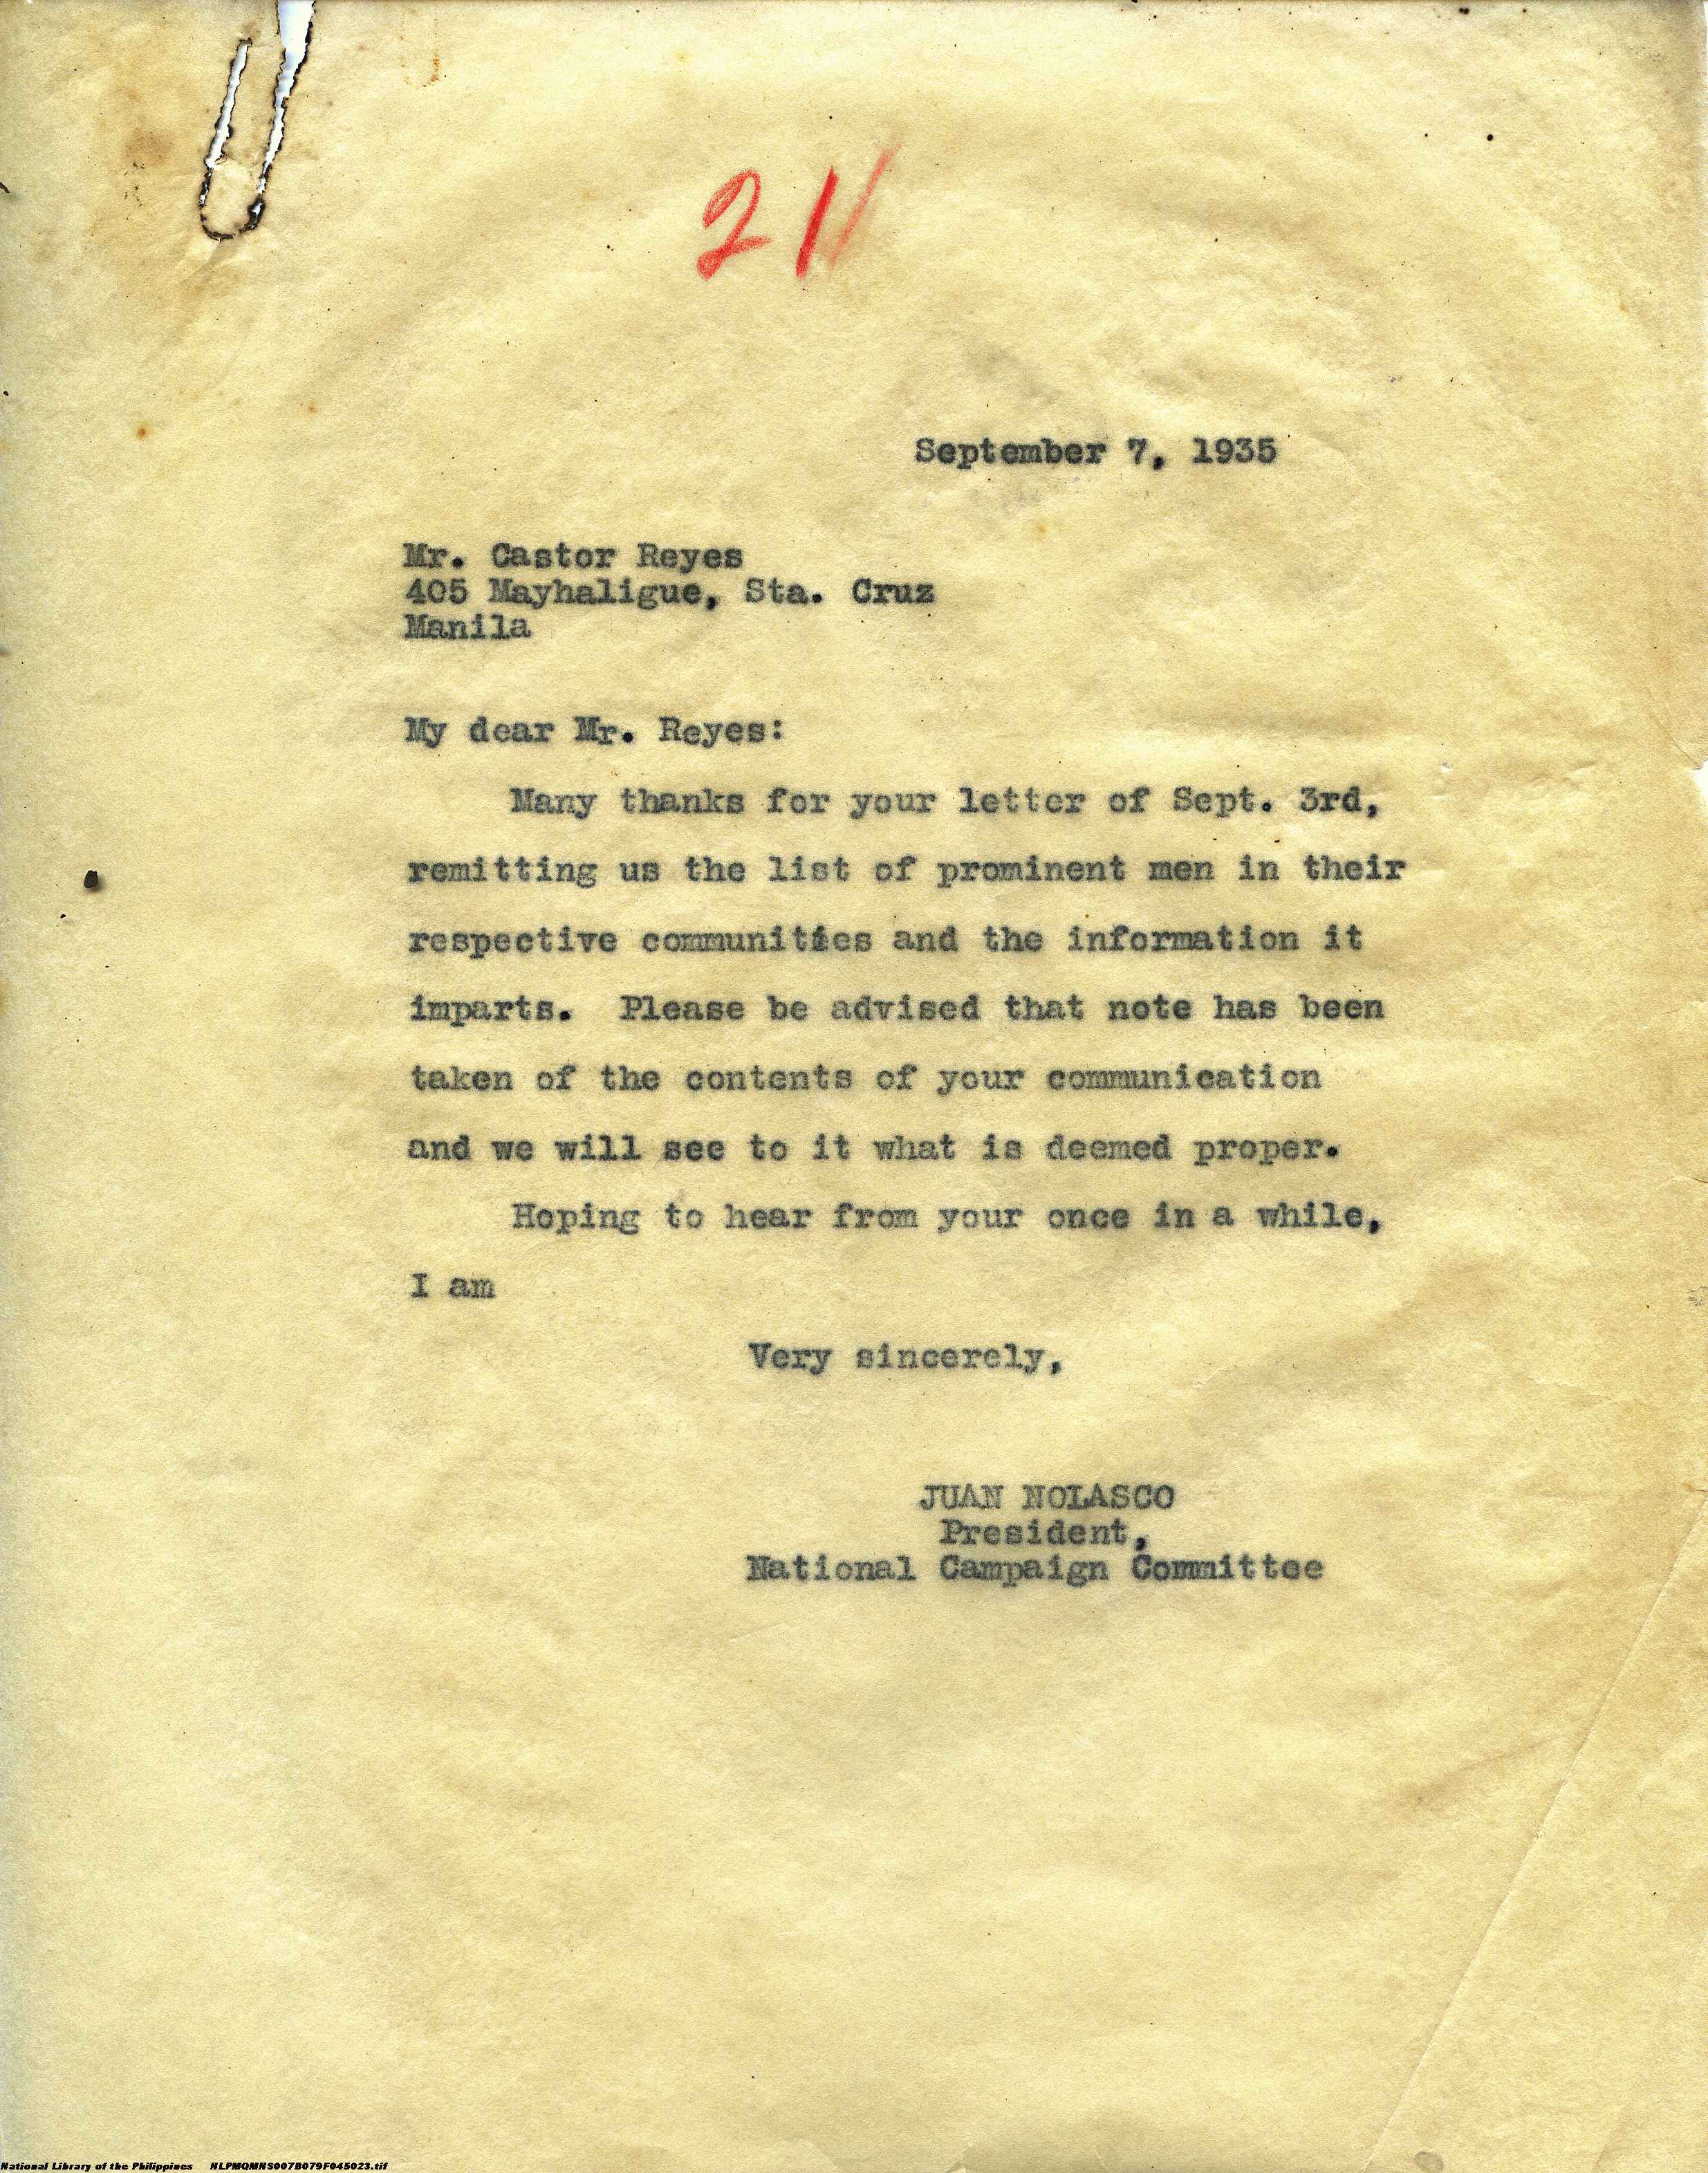 21
September 7, 1935
Mr. Castor Reyes
405 Mayhaligue, Sta. Cruz
Manila
My dear Mr. Reyes:
Many thanks for your letter of Sept. 3rd,
remitting us the list of prominent men in their
respective communities and the information it
imparts. Please be advised that note has been
taken of the contents of your communication
and we will see to it what is deemed proper.
Hoping to hear from your once in a while,
I am
Very sincerely,
JUAN NOLASCO
President,
National Campaign Committee
National Library of the Philippines NLPMQMNS007B079F045023.tif